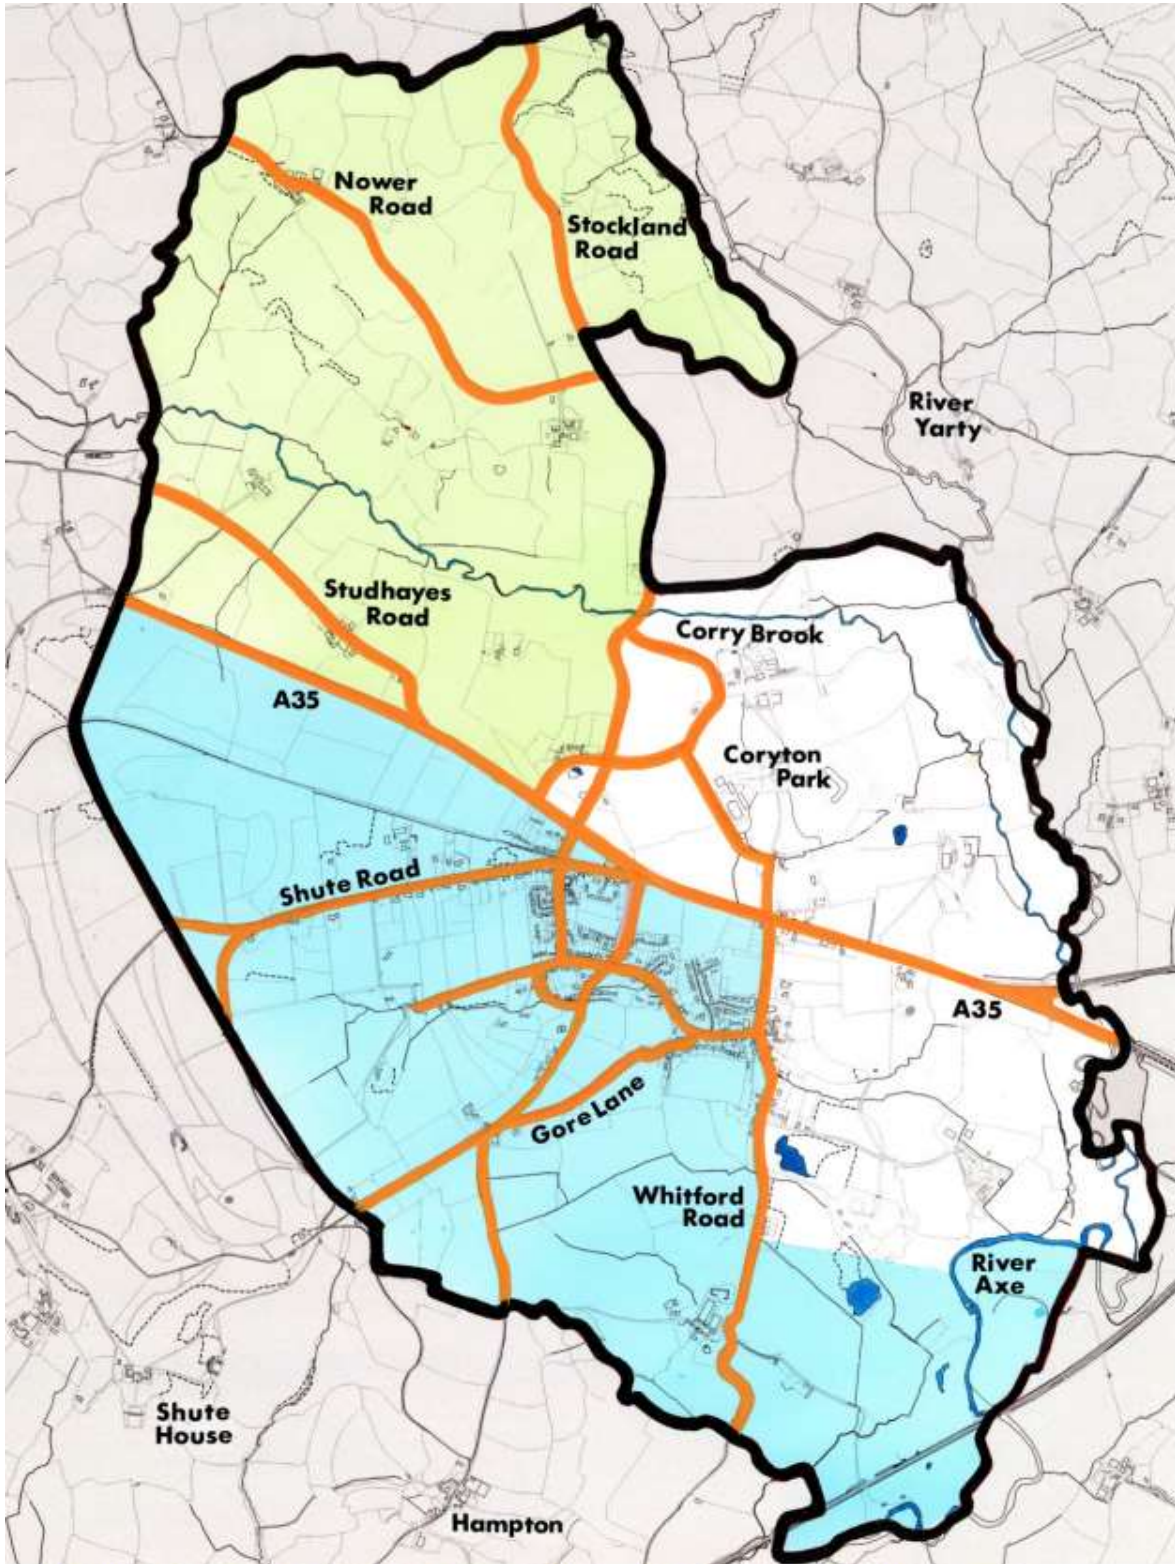 Nower
Road
Stockland
Road
River
Yarty
Studhayes
Road
Corry Brook
A35
Coryton
Park
Shute Road
A35
Gore Lane
Whitford
Road
River
Axe
Shute
House
Hampton